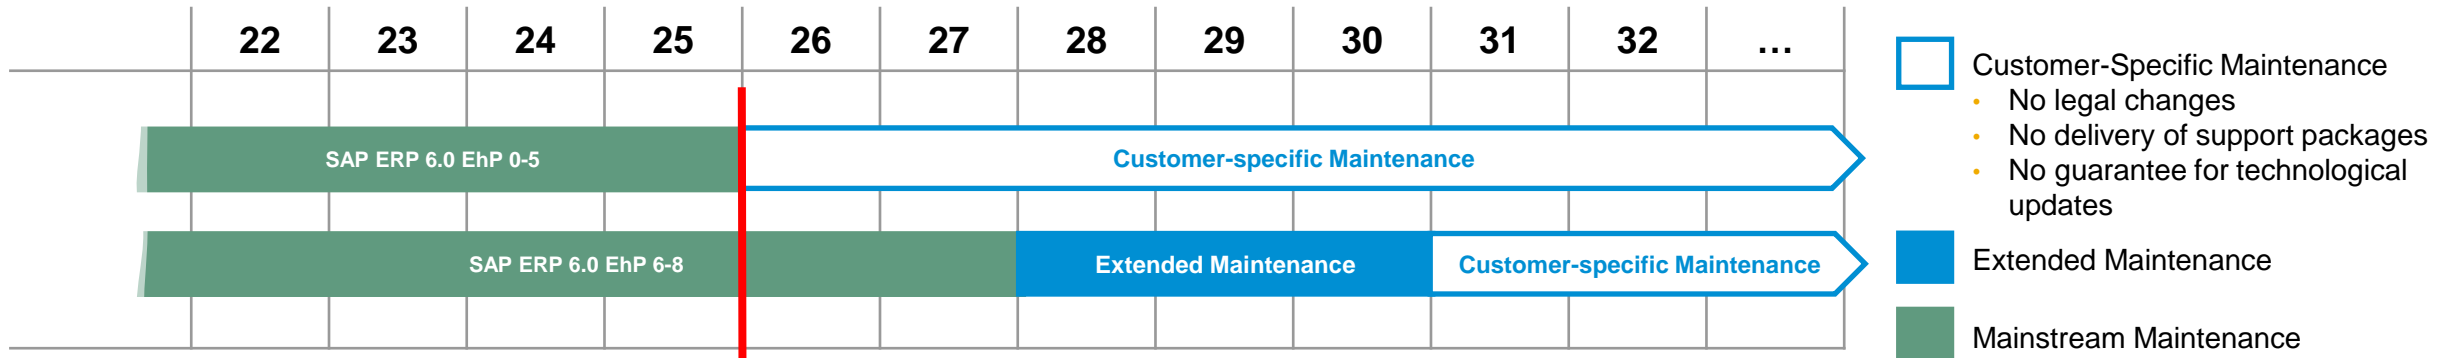 22 23 24 25 26 27 28 29 30 31 32 ...
SAP ERP 6.0 EhP 0-5
Customer-specific Maintenance
SAP ERP 6.0 EhP 6-8
Extended Maintenance
Customer-specific Maintenance
Customer-Specific Maintenance
• No legal changes
• No delivery of support packages
• No guarantee for technological
updates
Extended Maintenance
Mainstream Maintenance